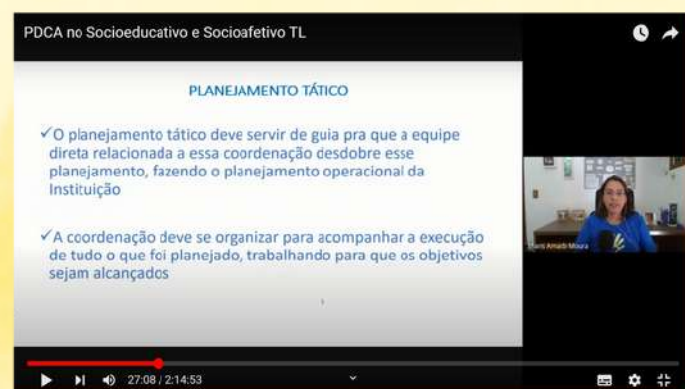 PDCA no Socioeducativo e Socioafetivo TL
PLANEJAMENTO TÁTICO
✓O planejamento tático deve servir de guia pra que a equipe
direta relacionada a essa coordenação desdobre esse
planejamento, fazendo o planejamento operacional da
Instituição
✓A coordenação deve se organizar para acompanhar a execução
de tudo o que foi planejado, trabalhando para que os objetivos
sejam alcançados
Moura
27:08 / 2:14:53